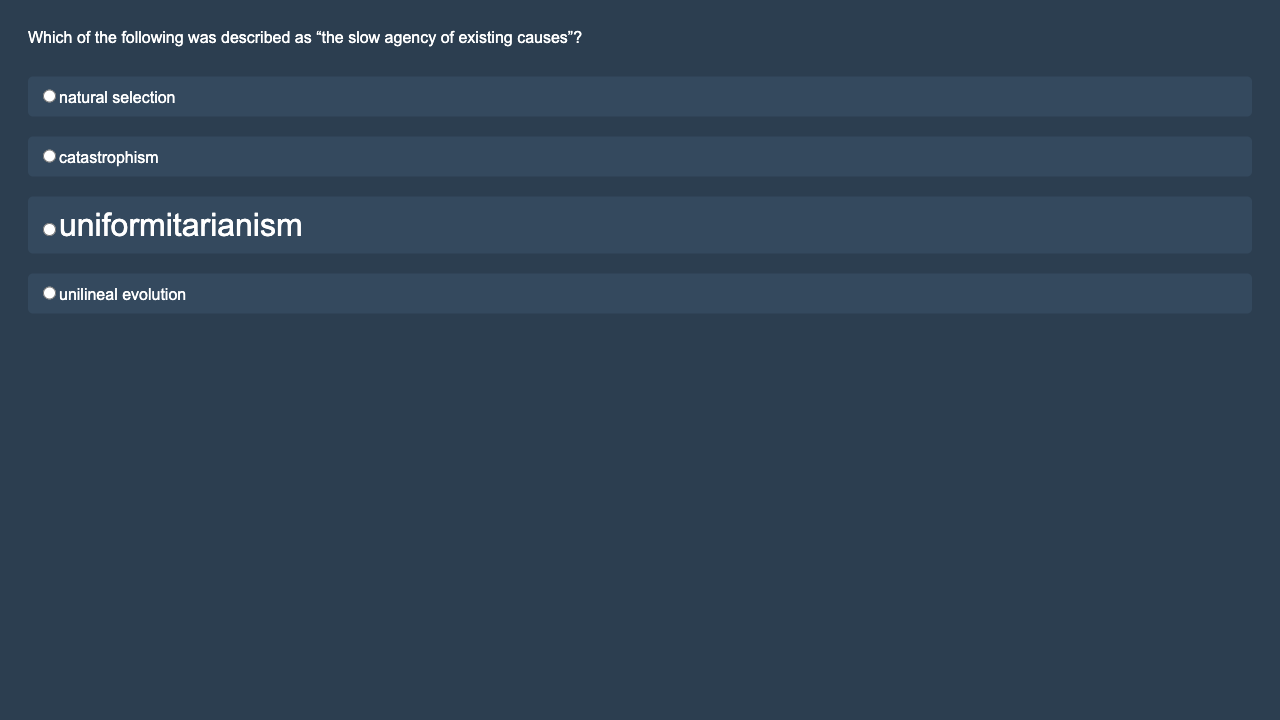 Which of the following was described as “the slow agency of existing causes”?
natural selection
catastrophism
uniformitarianism
unilineal evolution